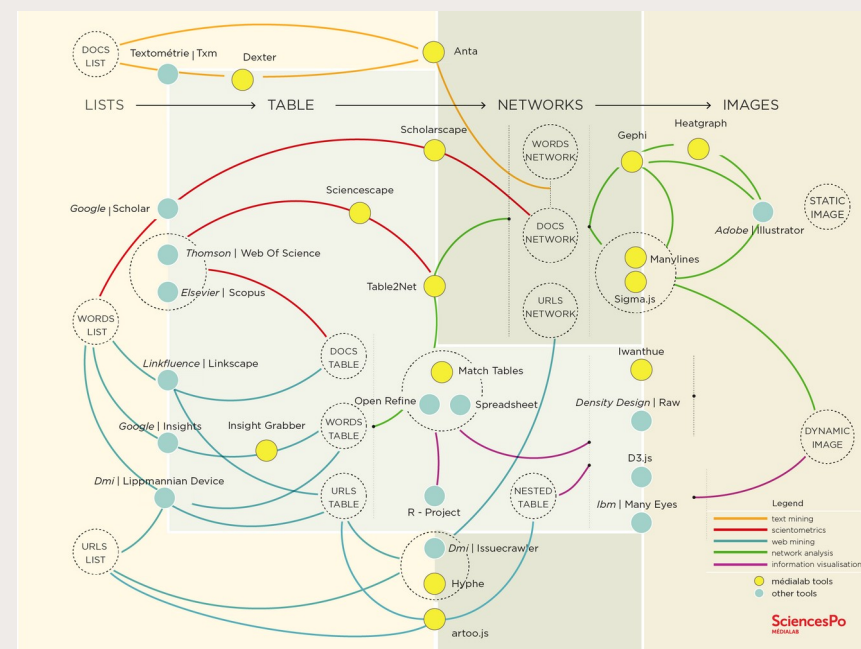 DOCS
LIST
Textométrie | Txm
Dexter
Anta
LISTS
TABLE
NETWORKS
IMAGES
Scholarscape
WORDS
NETWORK
Gephi
Heatgraph
Sciencescape
Google | Scholar
DOCS
NETWORK
STATIC
IMAGE
Adobe | Illustrator
Thomson | Web Of Science
Manylines
Elsevier | Scopus
Table2Net
Sigma.js
WORDS
LIST
URLS
NETWORK
Linkfluence | Linkscape
DOCS
TABLE
Match Tables
Iwanthue
Open Refine
Spreadsheet
Density Design | Raw
Google | Insights
Insight Grabber
WORDS
TABLE
DYNAMIC
IMAGE
D3.js
Dmi | Lippmannian Device
URLS
TABLE
R - Project
NESTED
TABLE
Ibm | Many Eyes
URLS
LIST
Dmi | Issuecrawler
Hyphe
artoo.js
Legend
text mining
scientometrics
web mining
network analysis
information visualisation
médialab tools
other tools
SciencesPo
MÉDIALAB